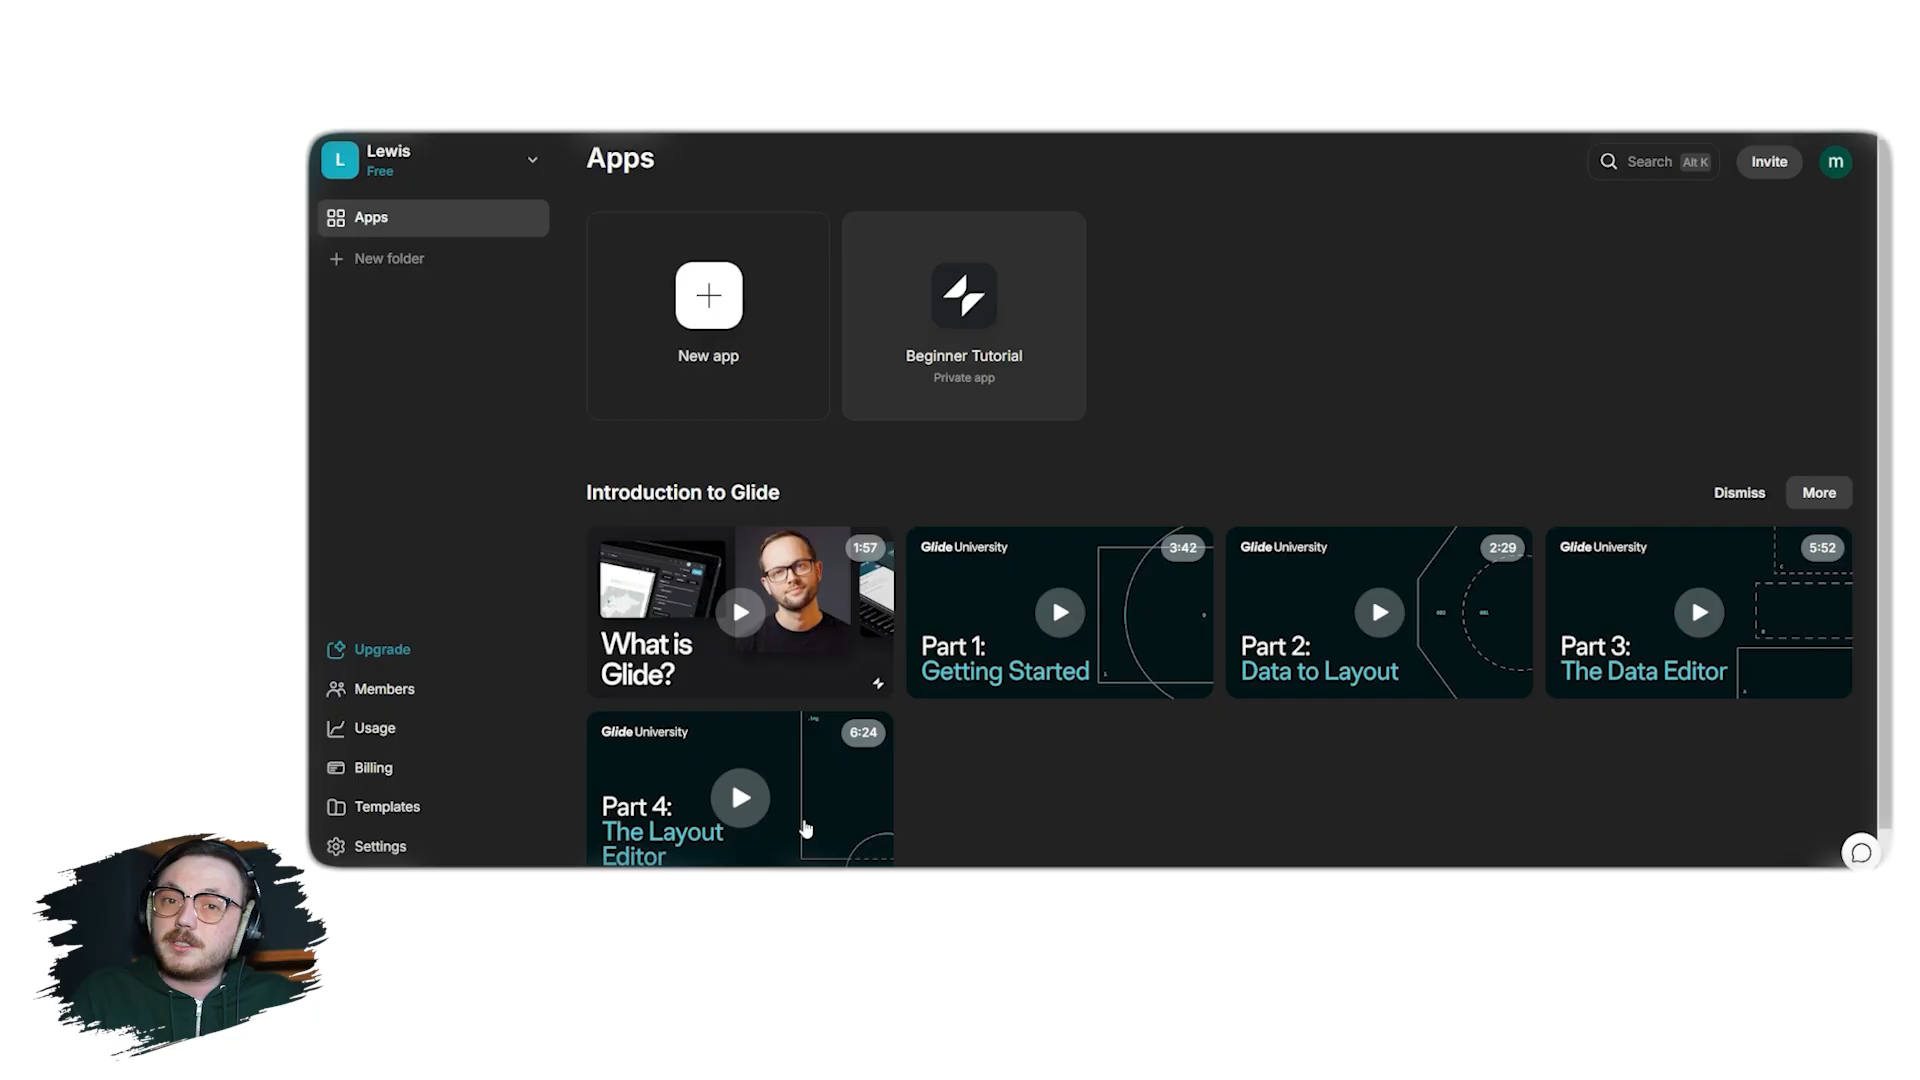 L
Lewis
Free
Apps
Search Alt K
Invite
m
Apps
New folder
New app
Beginner Tutorial
Private app
Introduction to Glide
Dismiss
More
1:57
What is
Glide?
Glide University
3:42
Part 1:
Getting Started
Glide University
2:29
Part 2:
Data to Layout
Glide University
5:52
Part 3:
The Data Editor
Glide University
6:24
Part 4:
The Layout
Editor
Upgrade
Members
Usage
Billing
Templates
Settings